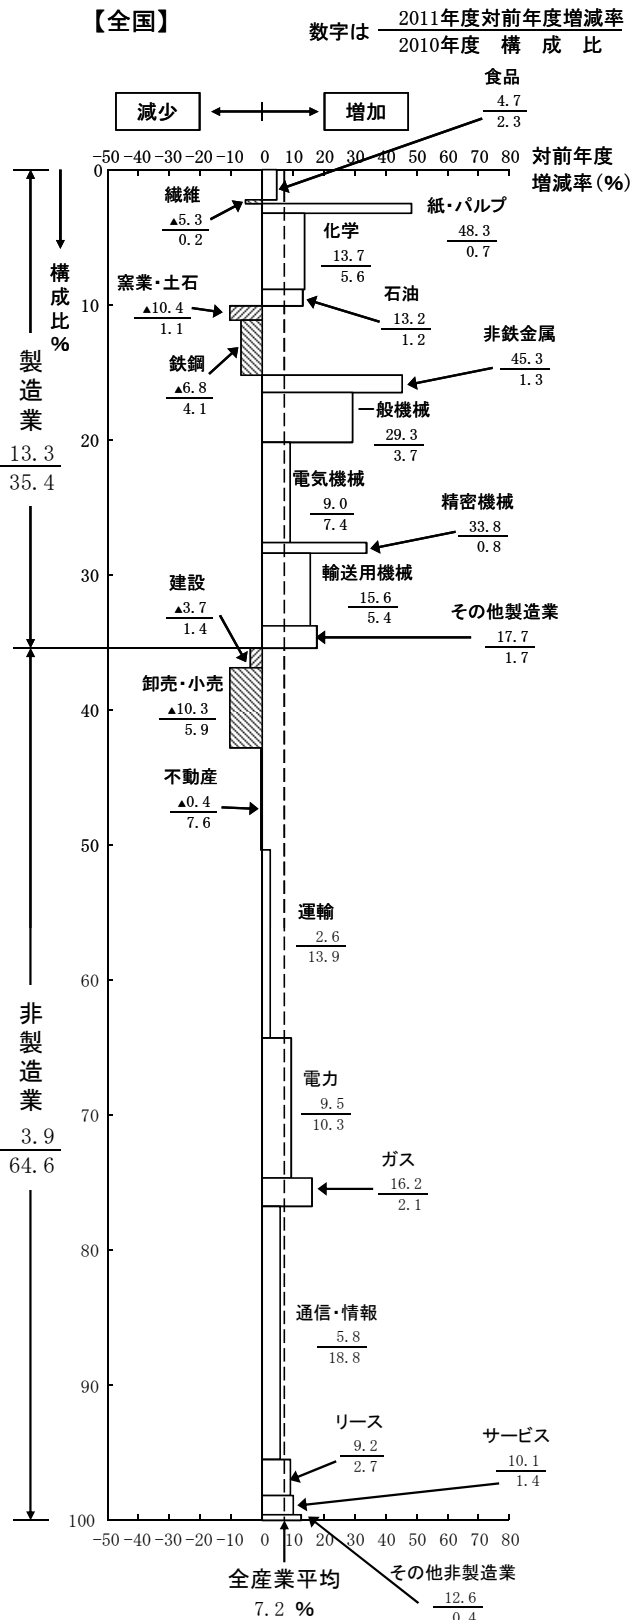 【全国】
数字は 2011年度対前年度増減率
2010年度 構 成 比
減少
増加
食品
4.7
2.3
−50 −40 −30 −20 −10 0 10 20 30 40 50 60 70 80
対前年度
増減率(%)
0
10
20
30
40
50
60
70
80
90
100
構成比%
製造業
13.3
35.4
非製造業
3.9
64.6
繊維
▲5.3
0.2
紙・パルプ
48.3
0.7
化学
13.7
5.6
石油
13.2
1.2
窯業・土石
▲10.4
1.1
鉄鋼
▲6.8
4.1
非鉄金属
45.3
1.3
一般機械
29.3
3.7
電気機械
9.0
7.4
精密機械
33.8
0.8
輸送用機械
15.6
5.4
その他製造業
17.7
1.7
建設
▲3.7
1.4
卸売・小売
▲10.3
5.9
不動産
▲0.4
7.6
運輸
2.6
13.9
電力
9.5
10.3
ガス
16.2
2.1
通信・情報
5.8
18.8
リース
9.2
2.7
サービス
10.1
1.4
−50 −40 −30 −20 −10 0 10 20 30 40 50 60 70 80
その他非製造業
12.6
0.4
全産業平均
7.2 %